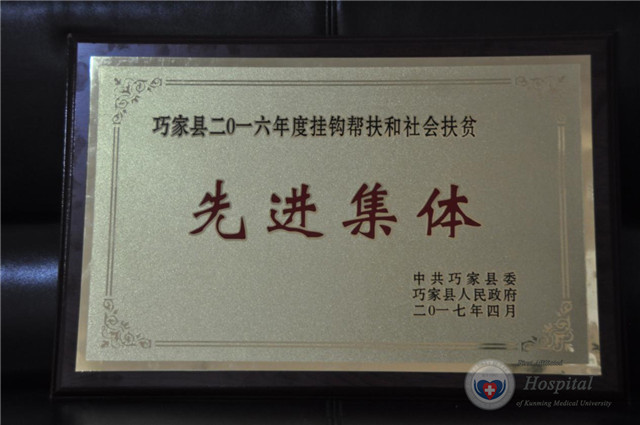 巧家县二0一六年度挂钩帮扶和社会扶贫
先进集体
中共巧家县委
巧家县人民政府
二0一七年四月
First Affiliated
Hospital
of Kunming Medical University